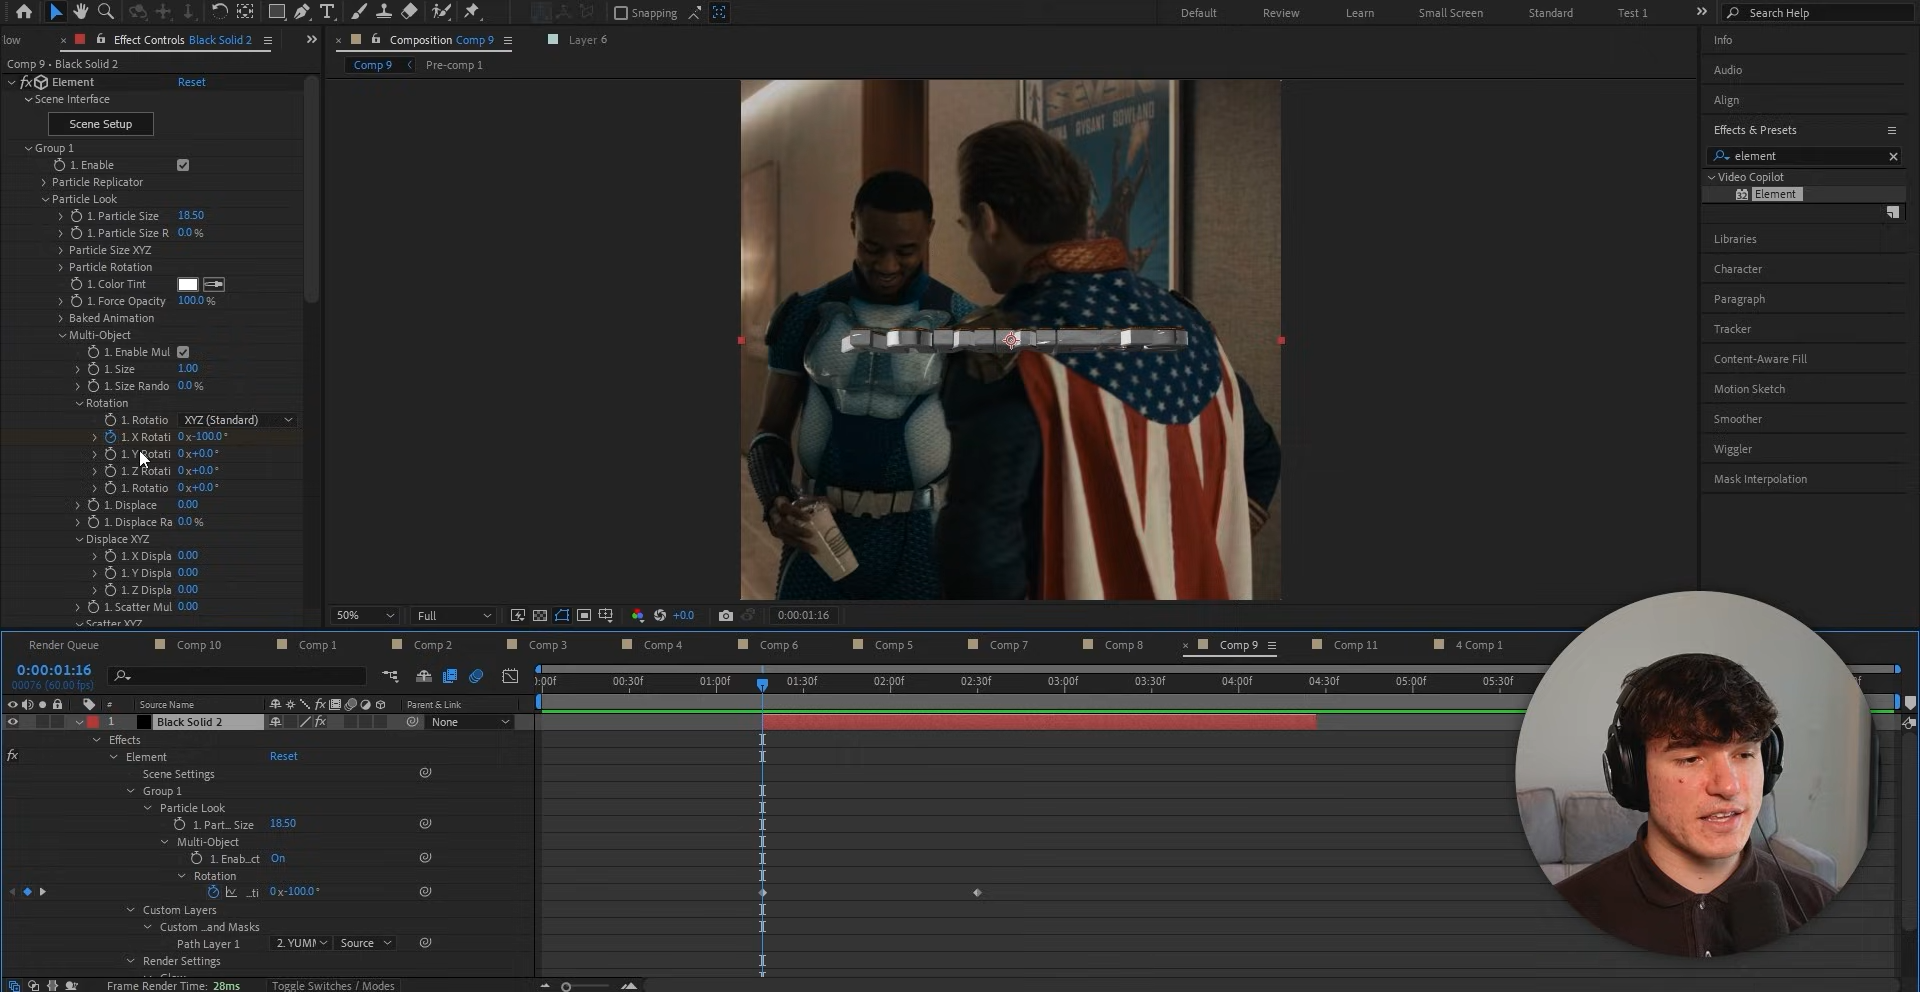 Snapping
Default
Review
Learn
Small Screen
Standard
Test 1
Search Help
low
Effect Controls Black Solid 2
Composition Comp 9
Layer 6
Info
Comp 9 • Black Solid 2
Comp 9
Pre-comp 1
Audio
fx Element
Reset
Scene Interface
Align
Scene Setup
Effects & Presets
Group 1
element
1. Enable
Video Copilot
Particle Replicator
Element
Particle Look
1. Particle Size 18.50
1. Particle Size R 0.0 %
Libraries
Particle Size XYZ
Particle Rotation
Character
1. Color Tint
Paragraph
1. Force Opacity 100.0 %
Baked Animation
Tracker
Multi-Object
1. Enable Mul
Content-Aware Fill
1. Size 1.00
1. Size Rando 0.0 %
Motion Sketch
Rotation
1. Rotatio XYZ (Standard)
Smoother
1. X Rotati 0 x-100.0 °
1. Y Rotati 0 x+0.0 °
Wiggler
1. Z Rotati 0 x+0.0 °
Mask Interpolation
1. Rotatio 0 x+0.0 °
1. Displace 0.00
1. Displace Ra 0.0 %
Displace XYZ
1. X Displa 0.00
1. Y Displa 0.00
1. Z Displa 0.00
1. Scatter Mul 0.00
Scatter XYZ
50%
Full
+0.0
0:00:01:16
Render Queue
Comp 10
Comp 1
Comp 2
Comp 3
Comp 4
Comp 6
Comp 5
Comp 7
Comp 8
Comp 9
Comp 11
4 Comp 1
0:00:01:16
00076 (60.00 fps)
):00f
00:30f
01:00f
01:30f
02:00f
02:30f
03:00f
03:30f
04:00f
04:30f
05:00f
05:30f
# Source Name
fx
Parent & Link
1 Black Solid 2
fx
None
Effects
fx
Element
Reset
Scene Settings
Group 1
Particle Look
1. Part... Size 18.50
Multi-Object
1. Enab...ct On
Rotation
...ti 0 x-100.0 °
Custom Layers
Custom ...and Masks
Path Layer 1
2. YUM
Source
Render Settings
Frame Render Time: 28ms
Toggle Switches / Modes